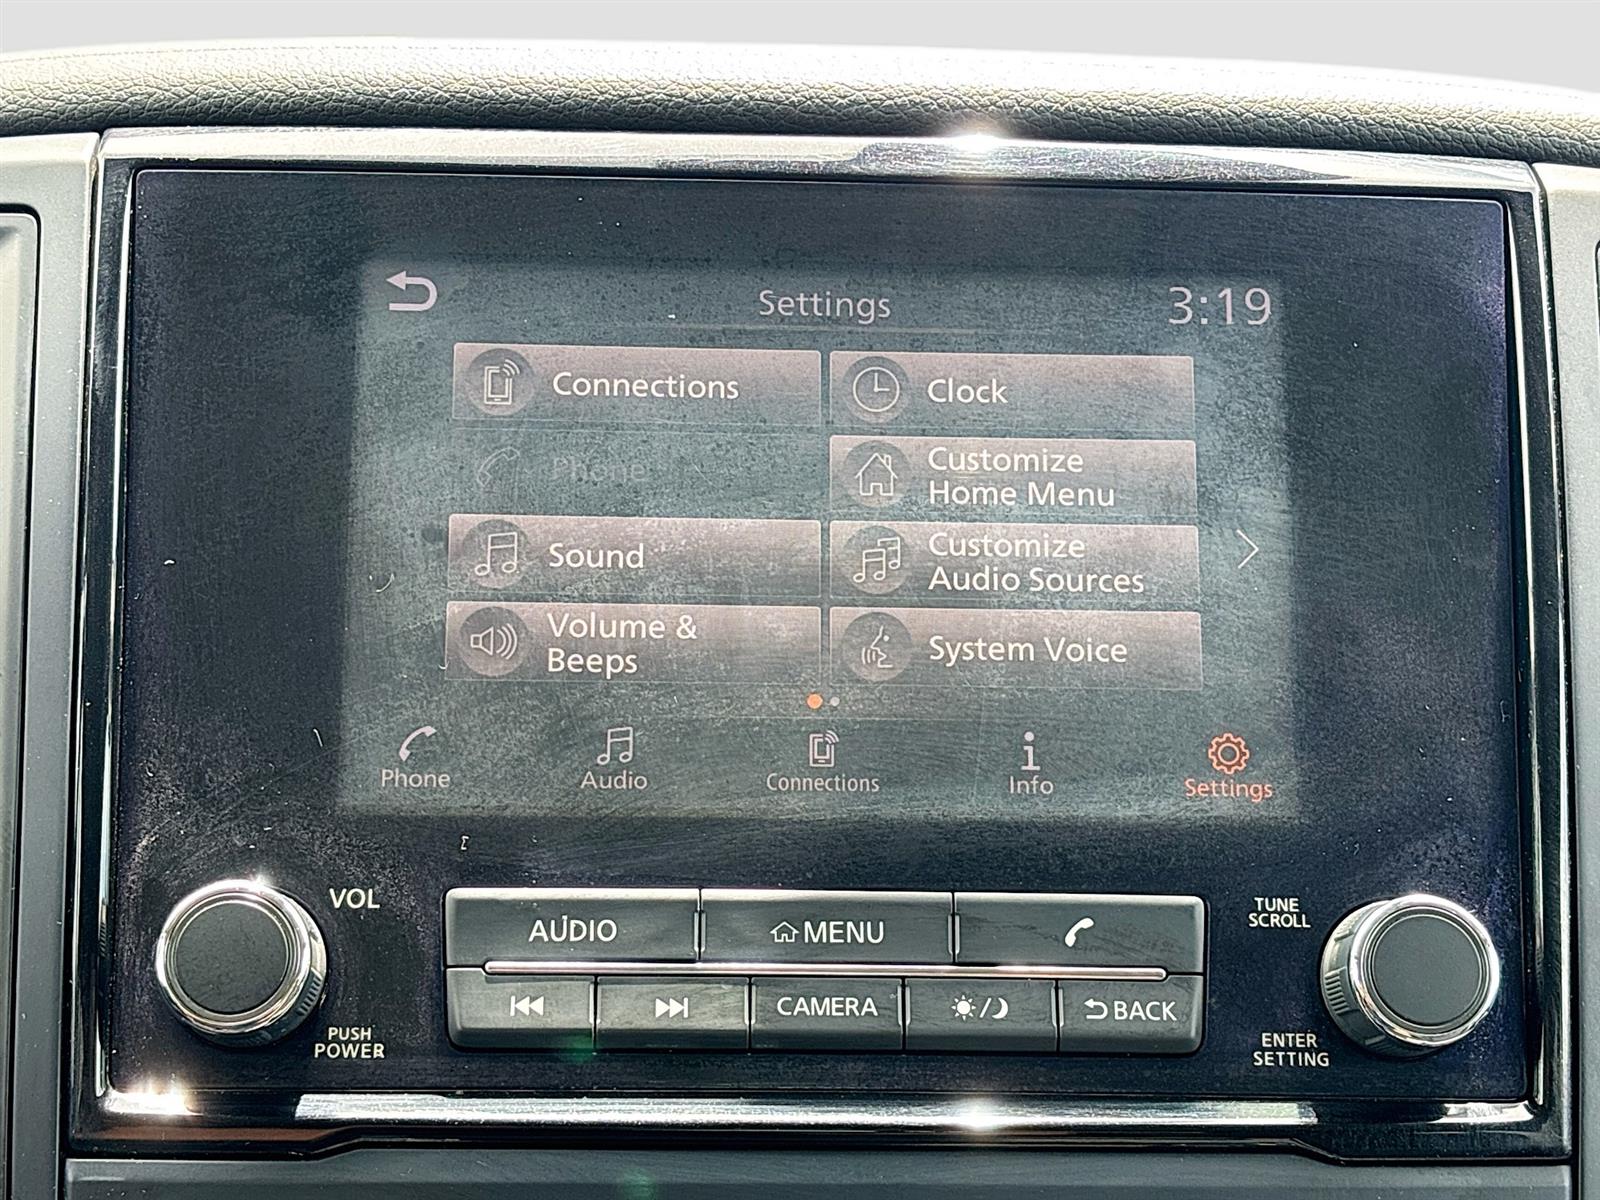 Settings
3:19
Connections
Clock
Phone
Customize
Home Menu
Sound
Customize
Audio Sources
Volume &
Beeps
System Voice
Phone
Audio
Connections
Info
Settings
VOL
AUDIO
MENU
TUNE
SCROLL
PUSH
POWER
CAMERA
BACK
ENTER
SETTING